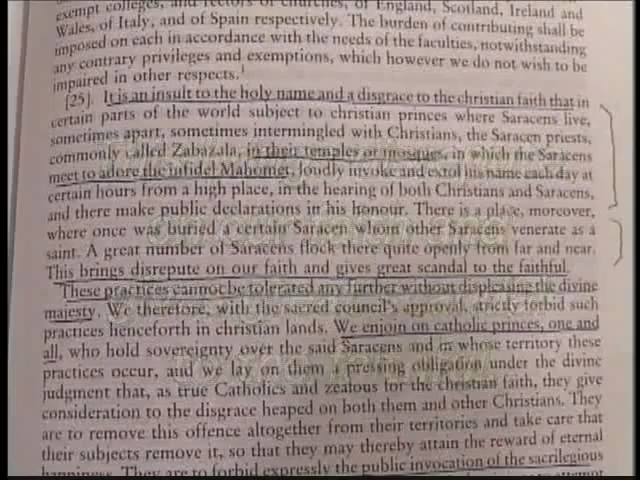 exempt colleges, and rectors of churches, of England, Scotland, Ireland and
Wales, of Italy, and of Spain respectively. The burden of contributing shall be
imposed on each in accordance with the needs of the faculties, notwithstanding
any contrary privileges and exemptions, which however we do not wish to be
impaired in other respects.¹
[25]. It is an insult to the holy name and a disgrace to the christian faith that in
certain parts of the world subject to christian princes where Saracens live,
sometimes apart, sometimes intermingled with Christians, the Saracen priests,
commonly called Zabazala, in their temples or mosques, in which the Saracens
meet to adore the infidel Mahomet, loudly invoke and extol his name each day at
certain hours from a high place, in the hearing of both Christians and Saracens,
and there make public declarations in his honour. There is a place, moreover,
where once was buried a certain Saracen whom other Saracens venerate as a
saint. A great number of Saracens flock there quite openly from far and near.
This brings disrepute on our faith and gives great scandal to the faithful.
These practices cannot be tolerated any further without displeasing the divine
majesty. We therefore, with the sacred council's approval, strictly forbid such
practices henceforth in christian lands. We enjoin on catholic princes, one and
all, who hold sovereignty over the said Saracens and in whose territory these
practices occur, and we lay on them a pressing obligation under the divine
judgment that, as true Catholics and zealous for the christian faith, they give
consideration to the disgrace heaped on both them and other Christians. They
are to remove this offence altogether from their territories and take care that
their subjects remove it, so that they may thereby attain the reward of eternal
happiness. They are to forbid expressly the public invocation of the sacrilegious